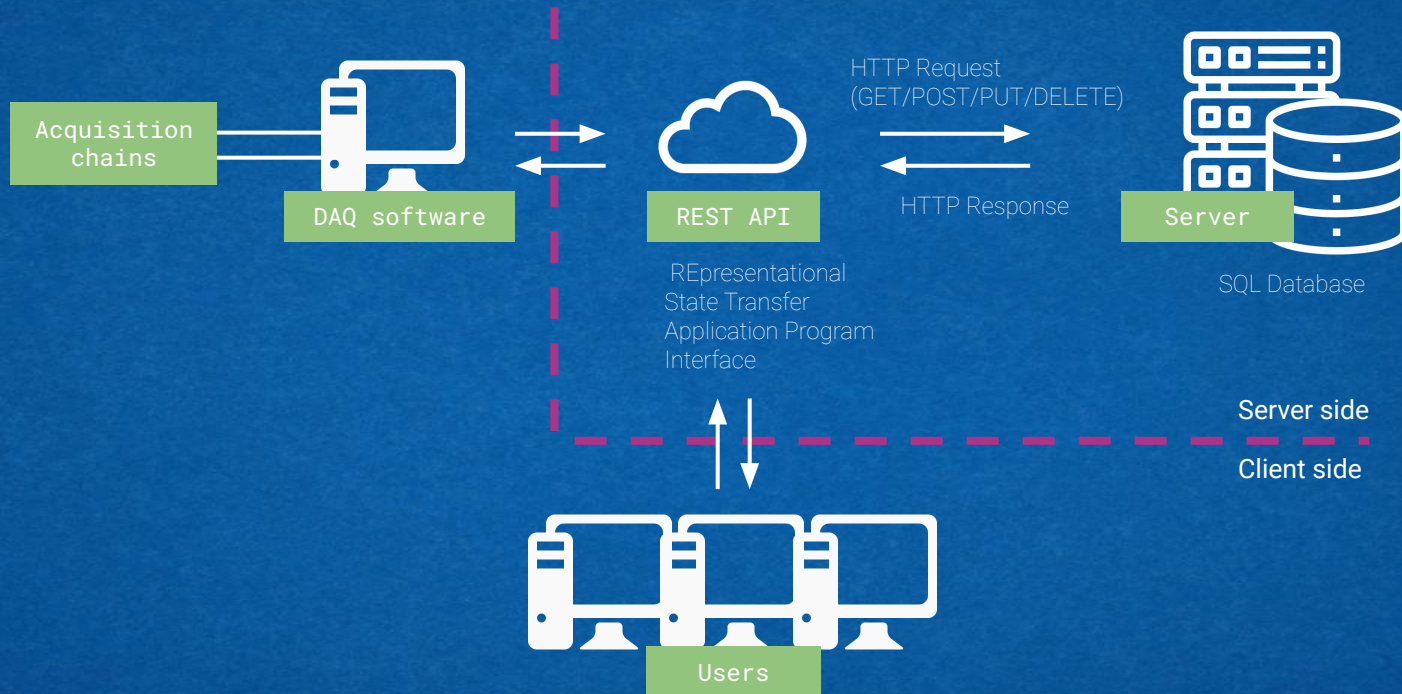 HTTP Request
(GET/POST/PUT/DELETE)
Acquisition
chains
DAQ software
REST API
HTTP Response
Server
REpresentational
State Transfer
Application Program
Interface
SQL Database
Server side
Client side
Users